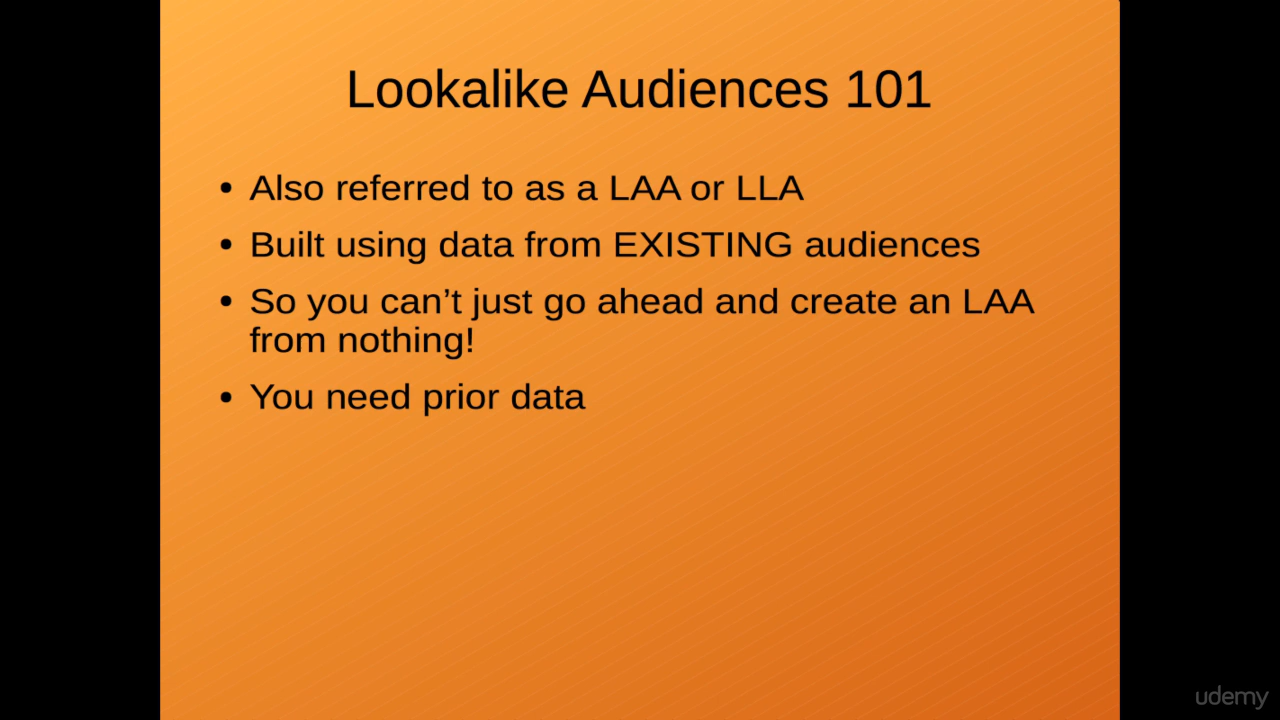 Lookalike Audiences 101
• Also referred to as a LAA or LLA
• Built using data from EXISTING audiences
• So you can’t just go ahead and create an LAA
from nothing!
• You need prior data
udemy